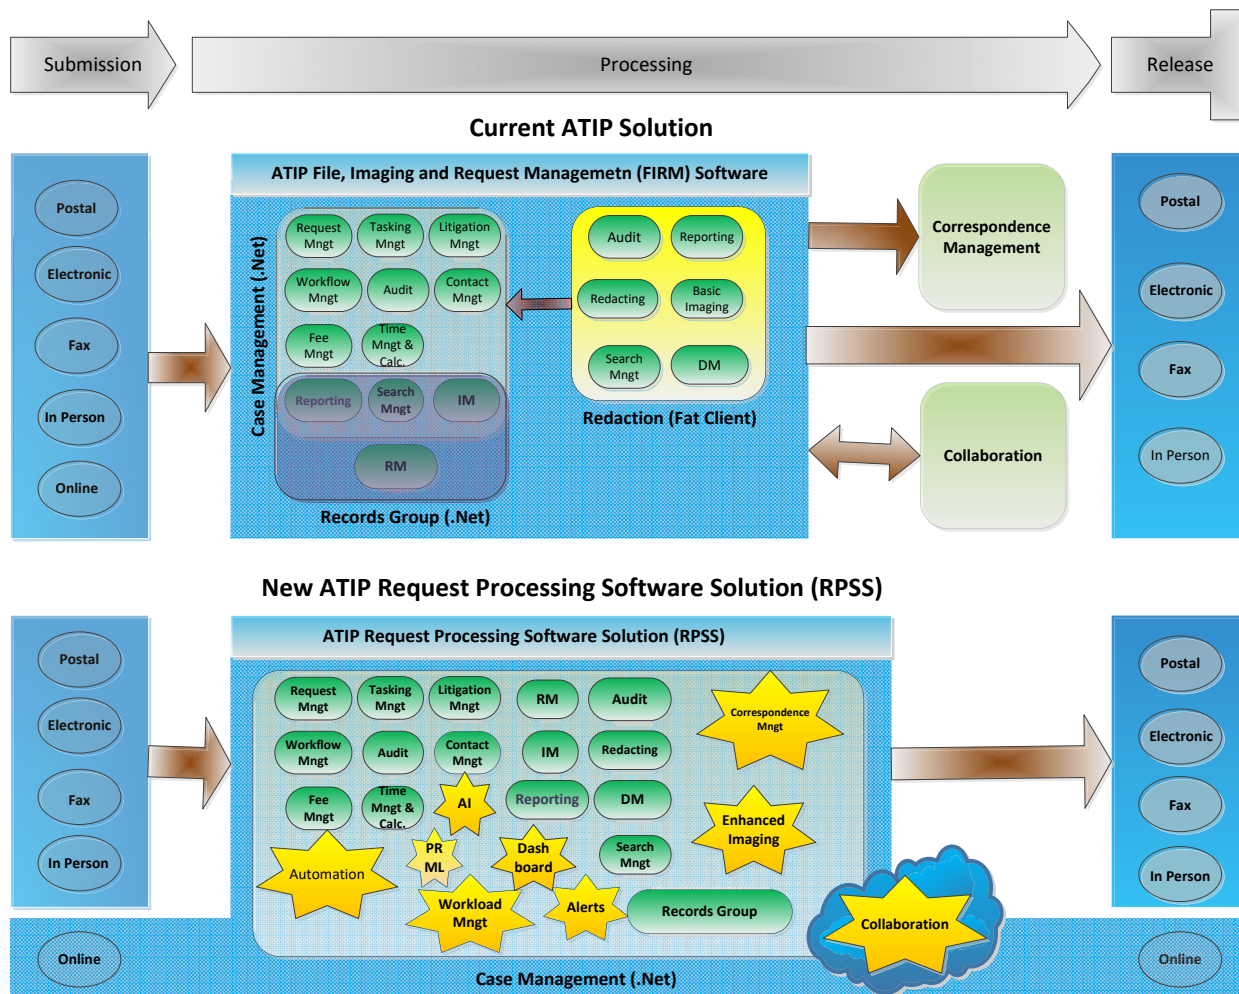 Submission
Processing
Release
Current ATIP Solution
ATIP File, Imaging and Request Managemetn (FIRM) Software
Postal
Electronic
Fax
In Person
Online
Case Management (.Net)
Request
Mngt
Tasking
Mngt
Litigation
Mngt
Workflow
Mngt
Audit
Contact
Mngt
Fee
Mngt
Time
Mngt &
Calc.
Reporting
Search
Mngt
IM
RM
Records Group (.Net)
Audit
Reporting
Redacting
Basic
Imaging
Search
Mngt
DM
Redaction (Fat Client)
Correspondence
Management
Collaboration
Postal
Electronic
Fax
In Person
New ATIP Request Processing Software Solution (RPSS)
ATIP Request Processing Software Solution (RPSS)
Postal
Electronic
Fax
In Person
Online
Request
Mngt
Tasking
Mngt
Litigation
Mngt
RM
Audit
Correspondence
Mngt
Workflow
Mngt
Audit
Contact
Mngt
IM
Redacting
Fee
Mngt
Time
Mngt &
Calc.
AI
Reporting
DM
Enhanced
Imaging
Automation
PR
ML
Dash
board
Search
Mngt
Workload
Mngt
Alerts
Records Group
Collaboration
Case Management (.Net)
Postal
Electronic
Fax
In Person
Online